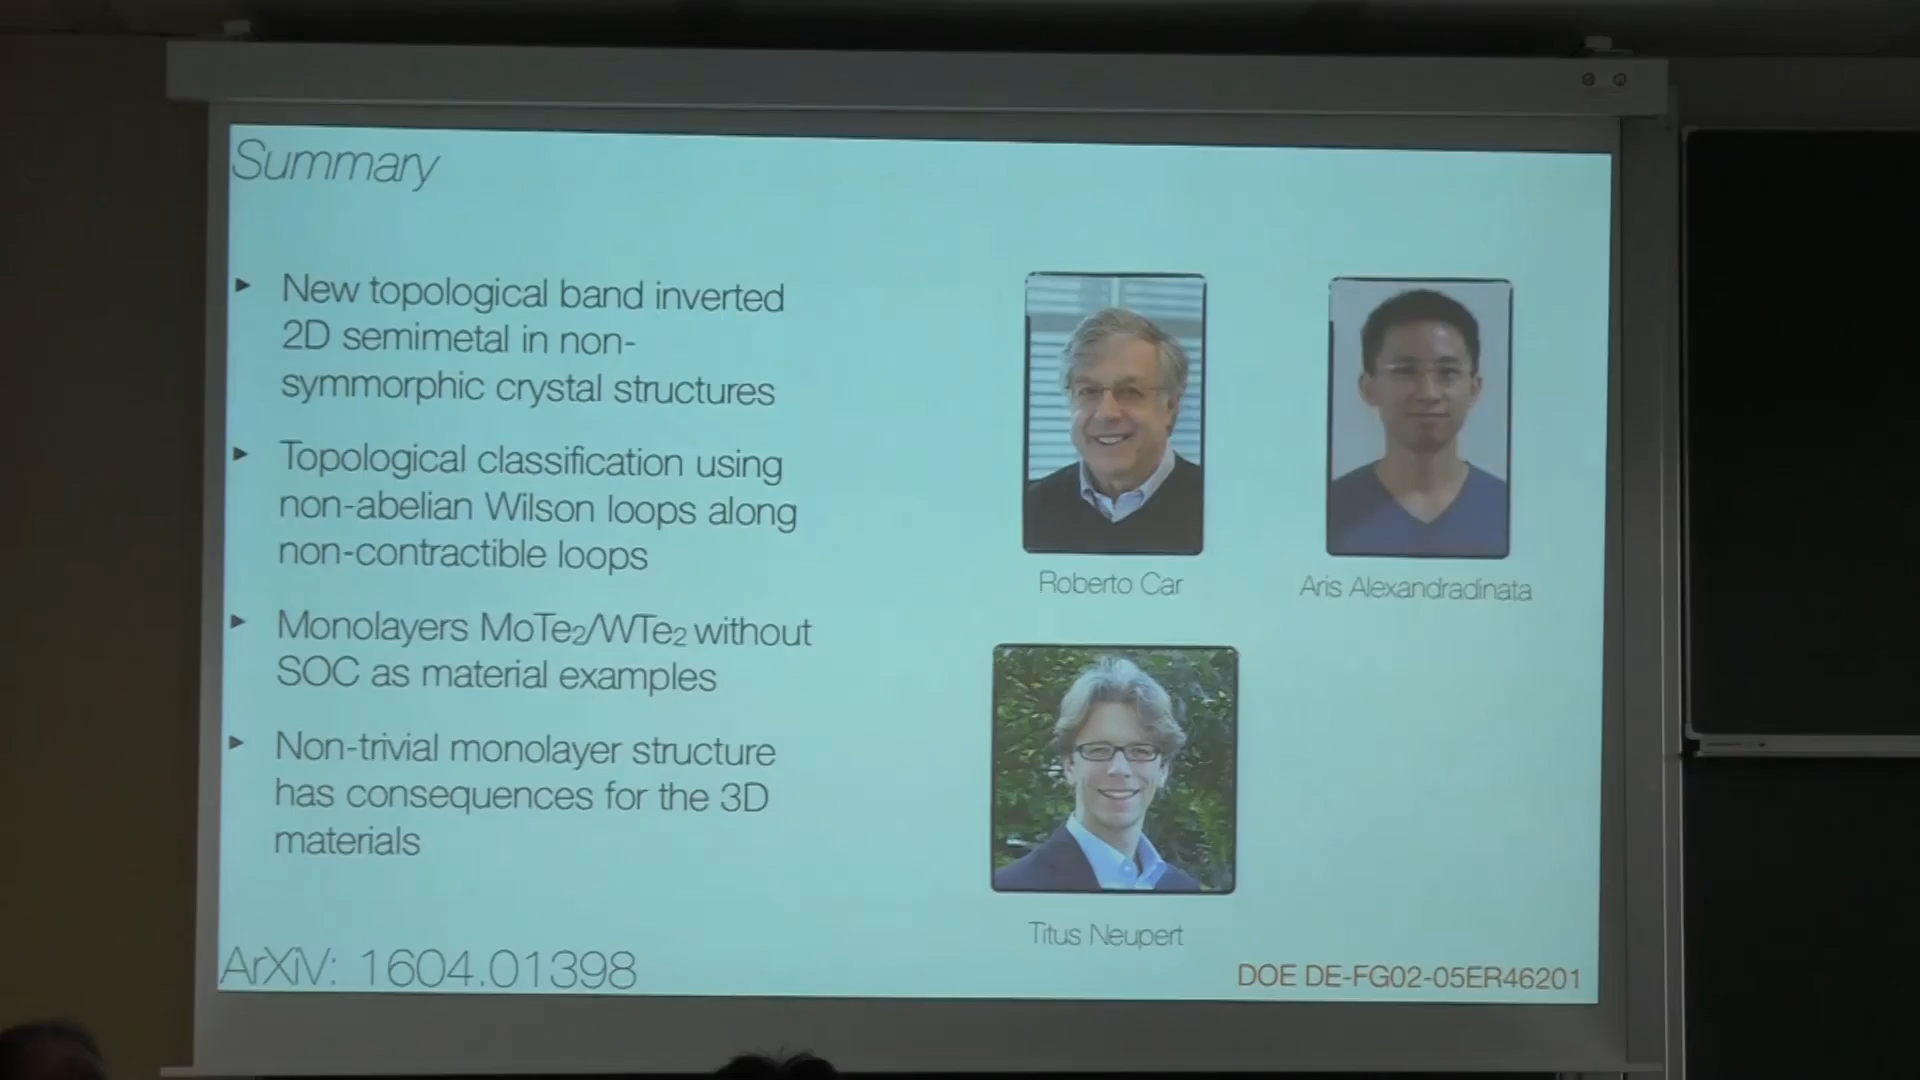 Summary
► New topological band inverted
2D semimetal in non-
symmorphic crystal structures
► Topological classification using
non-abelian Wilson loops along
non-contractible loops
► Monolayers MoTe₂/WTe₂ without
SOC as material examples
► Non-trivial monolayer structure
has consequences for the 3D
materials
ArXiV: 1604.01398
Roberto Car
Aris Alexandradinata
Titus Neupert
DOE DE-FG02-05ER46201